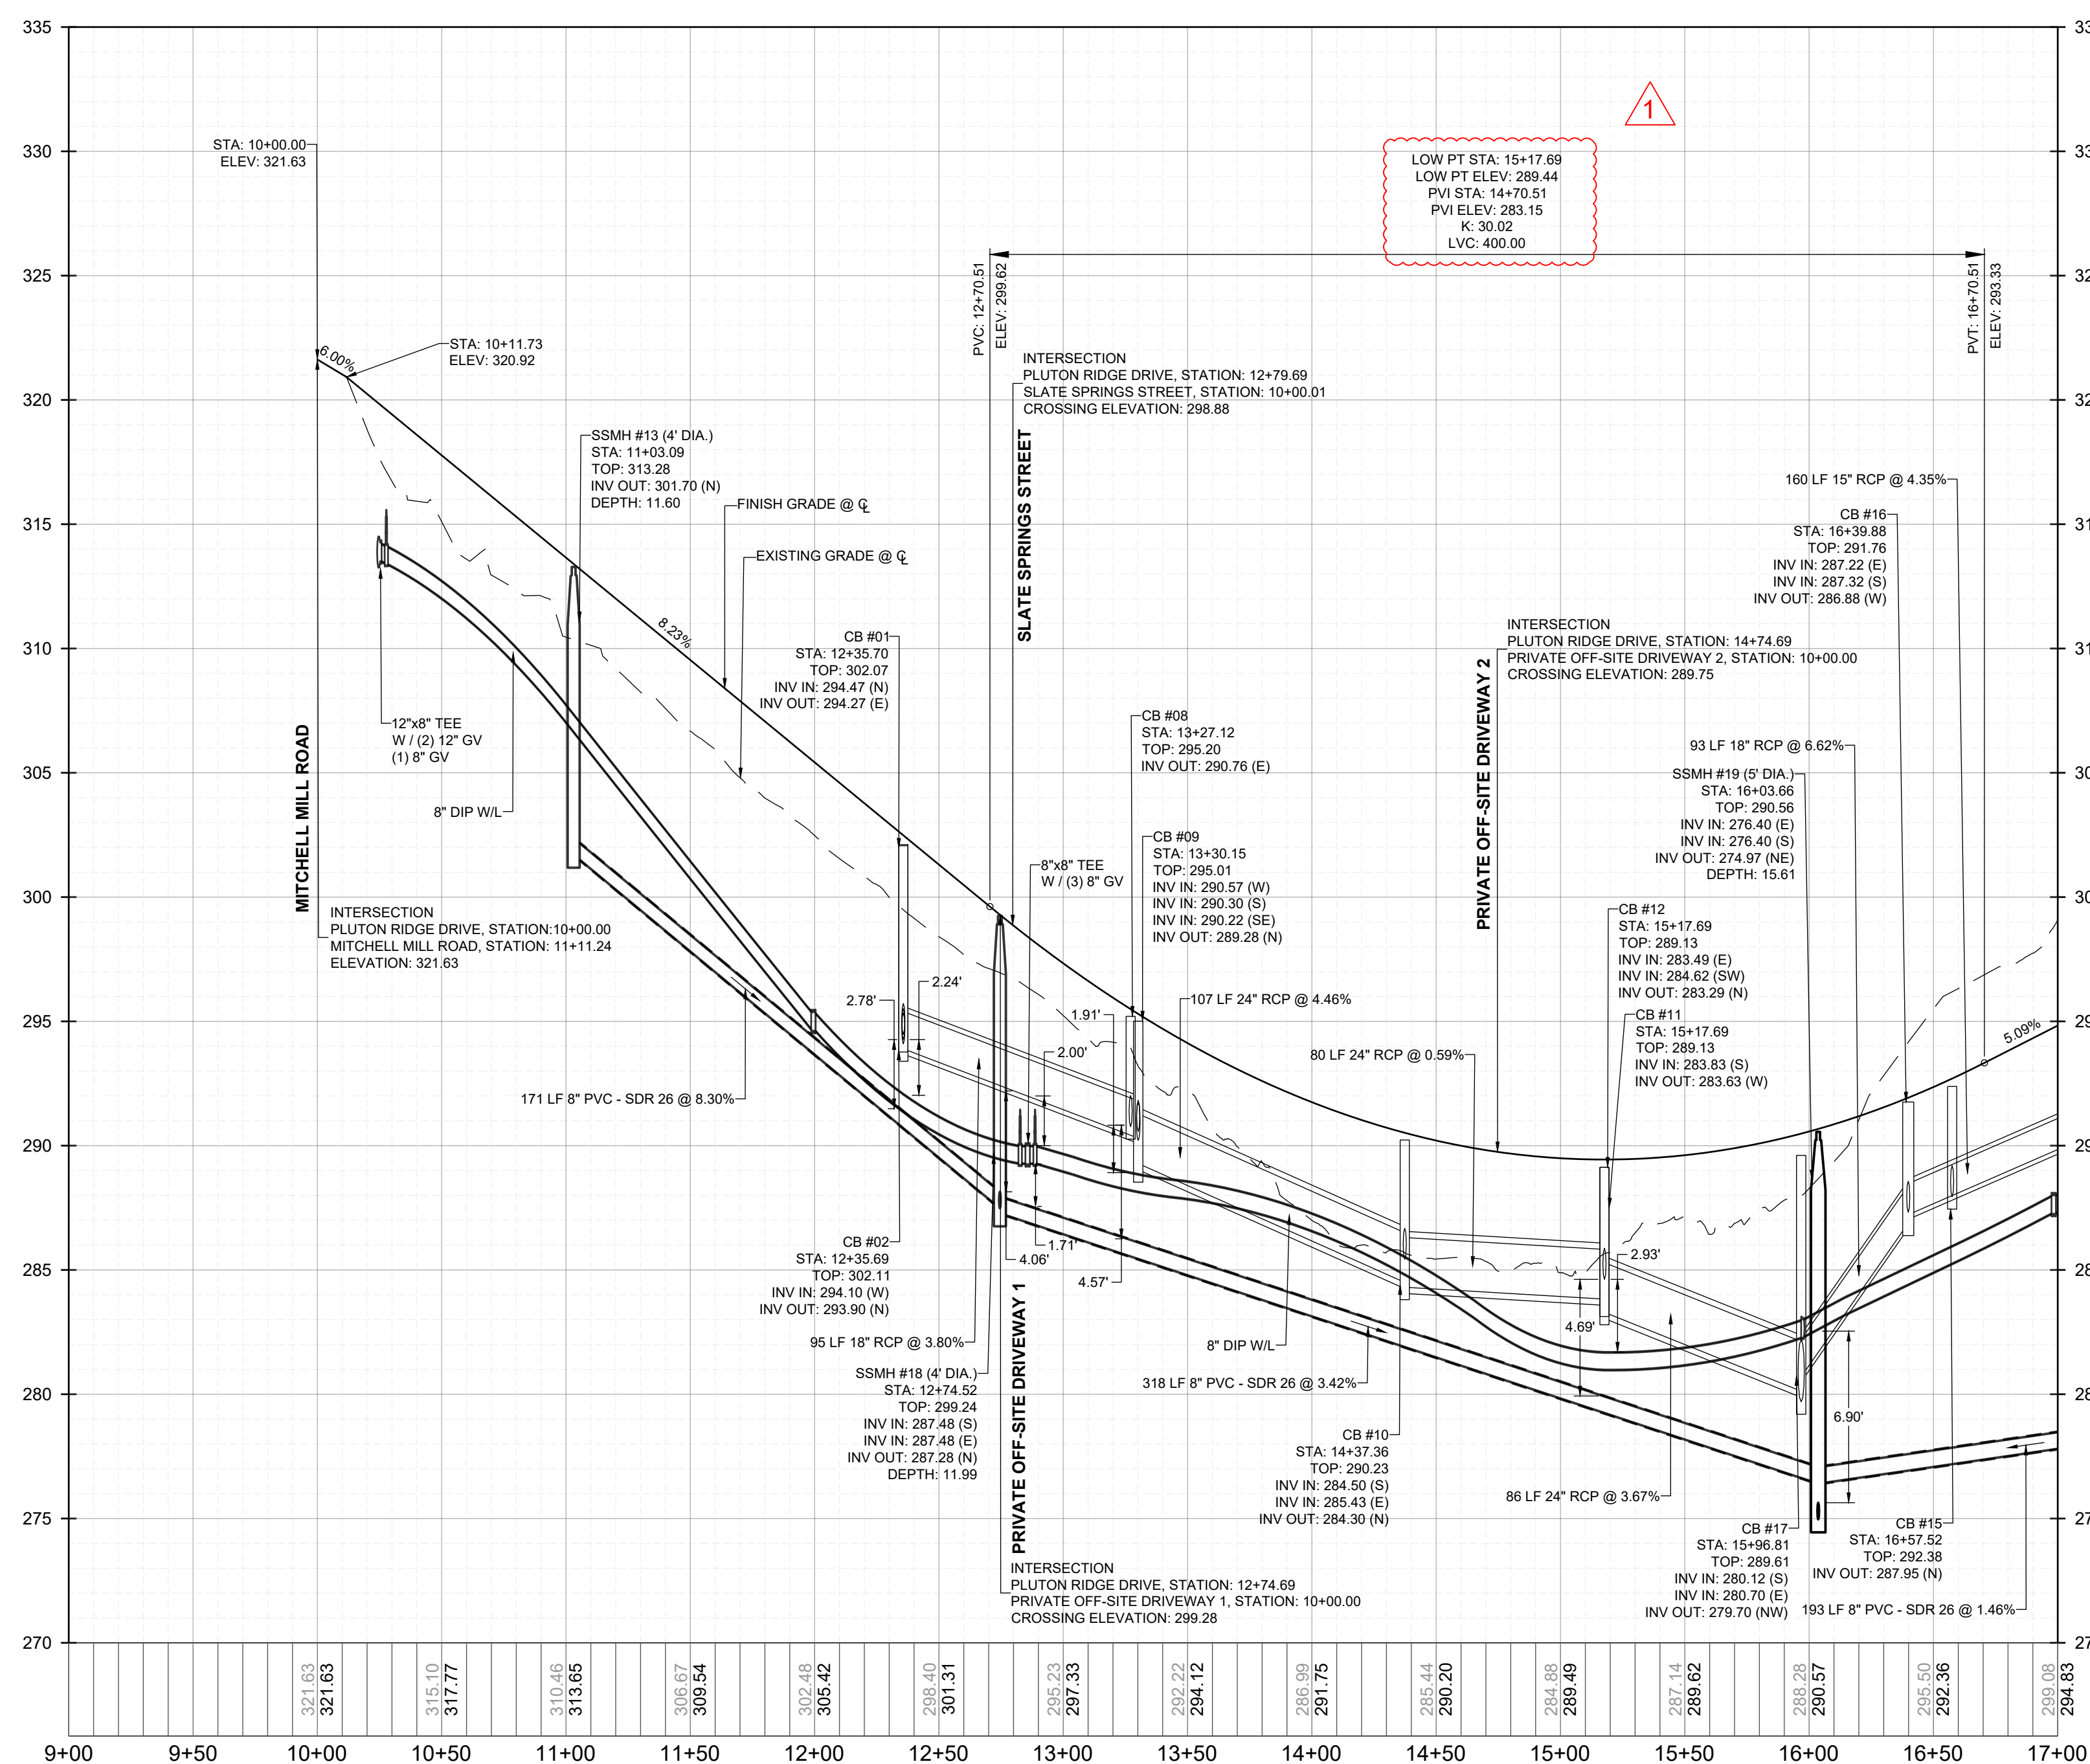 335
330
325
320
315
310
305
300
295
290
285
280
275
270
1
LOW PT STA: 15+17.69
LOW PT ELEV: 289.44
PVI STA: 14+70.51
PVI ELEV: 283.15
K: 30.02
LVC: 400.00
STA: 10+00.00
ELEV: 321.63
6.00%
STA: 10+11.73
ELEV: 320.92
PVC: 12+70.51
ELEV: 299.62
PVT: 16+70.51
ELEV: 293.33
INTERSECTION
PLUTON RIDGE DRIVE, STATION: 12+79.69
SLATE SPRINGS STREET, STATION: 10+00.01
CROSSING ELEVATION: 298.88
SLATE SPRINGS STREET
SSMH #13 (4' DIA.)
STA: 11+03.09
TOP: 313.28
INV OUT: 301.70 (N)
DEPTH: 11.60
FINISH GRADE @ ℄
EXISTING GRADE @ ℄
8.23%
160 LF 15" RCP @ 4.35%
CB #16
STA: 16+39.88
TOP: 291.76
INV IN: 287.22 (E)
INV IN: 287.32 (S)
INV OUT: 286.88 (W)
CB #01
STA: 12+35.70
TOP: 302.07
INV IN: 294.47 (N)
INV OUT: 294.27 (E)
INTERSECTION
PLUTON RIDGE DRIVE, STATION: 14+74.69
PRIVATE OFF-SITE DRIVEWAY 2, STATION: 10+00.00
CROSSING ELEVATION: 289.75
PRIVATE OFF-SITE DRIVEWAY 2
12"x8" TEE
W / (2) 12" GV
(1) 8" GV
8" DIP W/L
MITCHELL MILL ROAD
CB #08
STA: 13+27.12
TOP: 295.20
INV OUT: 290.76 (E)
93 LF 18" RCP @ 6.62%
SSMH #19 (5' DIA.)
STA: 16+03.66
TOP: 290.56
INV IN: 276.40 (E)
INV IN: 276.40 (S)
INV OUT: 274.97 (NE)
DEPTH: 15.61
CB #09
STA: 13+30.15
TOP: 295.01
INV IN: 290.57 (W)
INV IN: 290.30 (S)
INV IN: 290.22 (SE)
INV OUT: 289.28 (N)
8"x8" TEE
W / (3) 8" GV
INTERSECTION
PLUTON RIDGE DRIVE, STATION:10+00.00
MITCHELL MILL ROAD, STATION: 11+11.24
ELEVATION: 321.63
CB #12
STA: 15+17.69
TOP: 289.13
INV IN: 283.49 (E)
INV IN: 284.62 (SW)
INV OUT: 283.29 (N)
CB #11
STA: 15+17.69
TOP: 289.13
INV IN: 283.83 (S)
INV OUT: 283.63 (W)
2.24'
2.78'
1.91'
2.00'
107 LF 24" RCP @ 4.46%
80 LF 24" RCP @ 0.59%
5.09%
171 LF 8" PVC - SDR 26 @ 8.30%
CB #02
STA: 12+35.69
TOP: 302.11
INV IN: 294.10 (W)
INV OUT: 293.90 (N)
1.71'
4.06'
4.57'
2.93'
4.69'
95 LF 18" RCP @ 3.80%
8" DIP W/L
318 LF 8" PVC - SDR 26 @ 3.42%
SSMH #18 (4' DIA.)
STA: 12+74.52
TOP: 299.24
INV IN: 287.48 (S)
INV IN: 287.48 (E)
INV OUT: 287.28 (N)
DEPTH: 11.99
PRIVATE OFF-SITE DRIVEWAY 1
CB #10
STA: 14+37.36
TOP: 290.23
INV IN: 284.50 (S)
INV IN: 285.43 (E)
INV OUT: 284.30 (N)
6.90'
86 LF 24" RCP @ 3.67%
CB #17
STA: 15+96.81
TOP: 289.61
INV IN: 280.12 (S)
INV IN: 280.70 (E)
INV OUT: 279.70 (NW)
CB #15
STA: 16+57.52
TOP: 292.38
INV OUT: 287.95 (N)
193 LF 8" PVC - SDR 26 @ 1.46%
INTERSECTION
PLUTON RIDGE DRIVE, STATION: 12+74.69
PRIVATE OFF-SITE DRIVEWAY 1, STATION: 10+00.00
CROSSING ELEVATION: 299.28
321.63
321.63
315.10
317.77
310.46
313.65
306.67
309.54
302.48
305.42
298.40
301.31
295.23
297.33
292.22
294.12
286.99
291.75
285.44
290.20
284.88
289.49
287.14
289.62
288.28
290.57
295.50
292.36
299.08
294.83
9+00
9+50
10+00
10+50
11+00
11+50
12+00
12+50
13+00
13+50
14+00
14+50
15+00
15+50
16+00
16+50
17+00